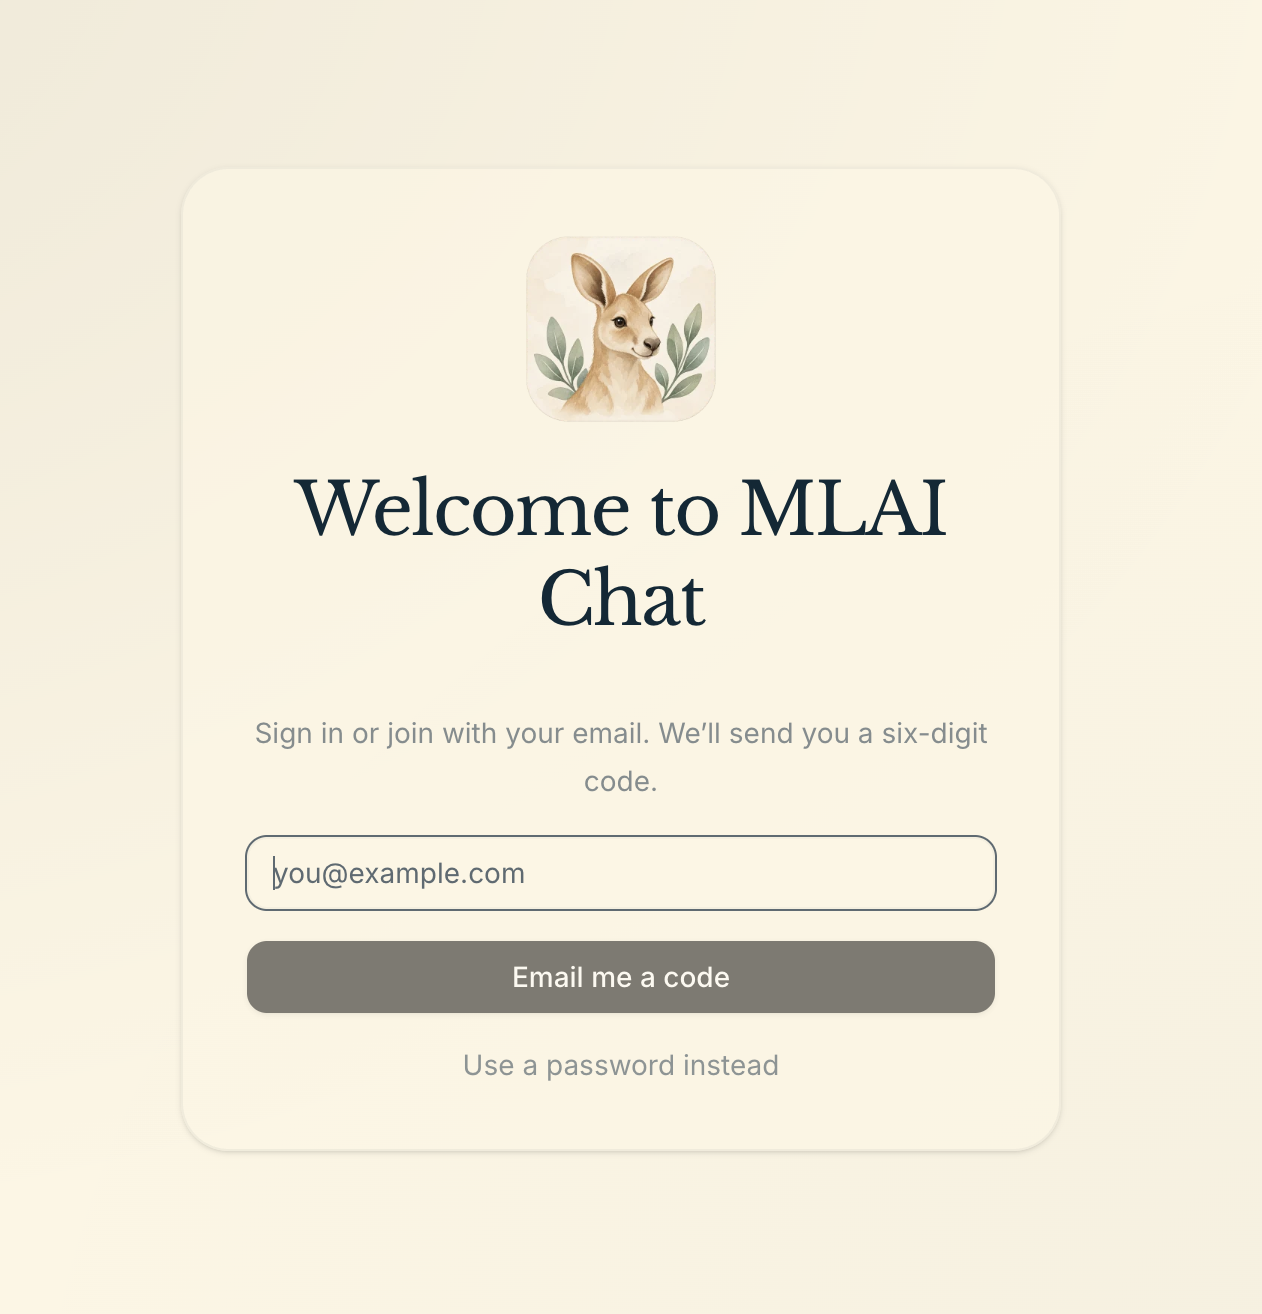 Welcome to MLAI
Chat
Sign in or join with your email. We’ll send you a six-digit
code.
you@example.com
Email me a code
Use a password instead